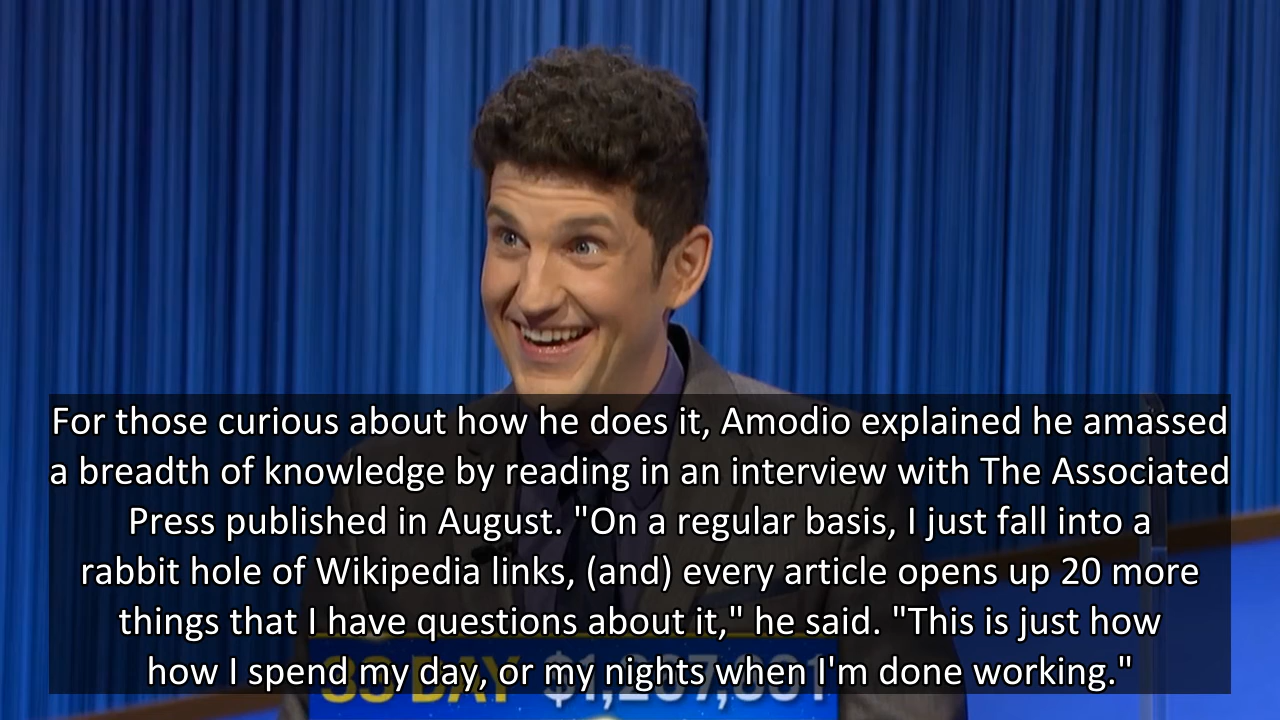 For those curious about how he does it, Amodio explained he amassed
a breadth of knowledge by reading in an interview with The Associated
Press published in August. "On a regular basis, I just fall into a
rabbit hole of Wikipedia links, (and) every article opens up 20 more
things that I have questions about it," he said. "This is just how
how I spend my day, or my nights when I'm done working."
DAY